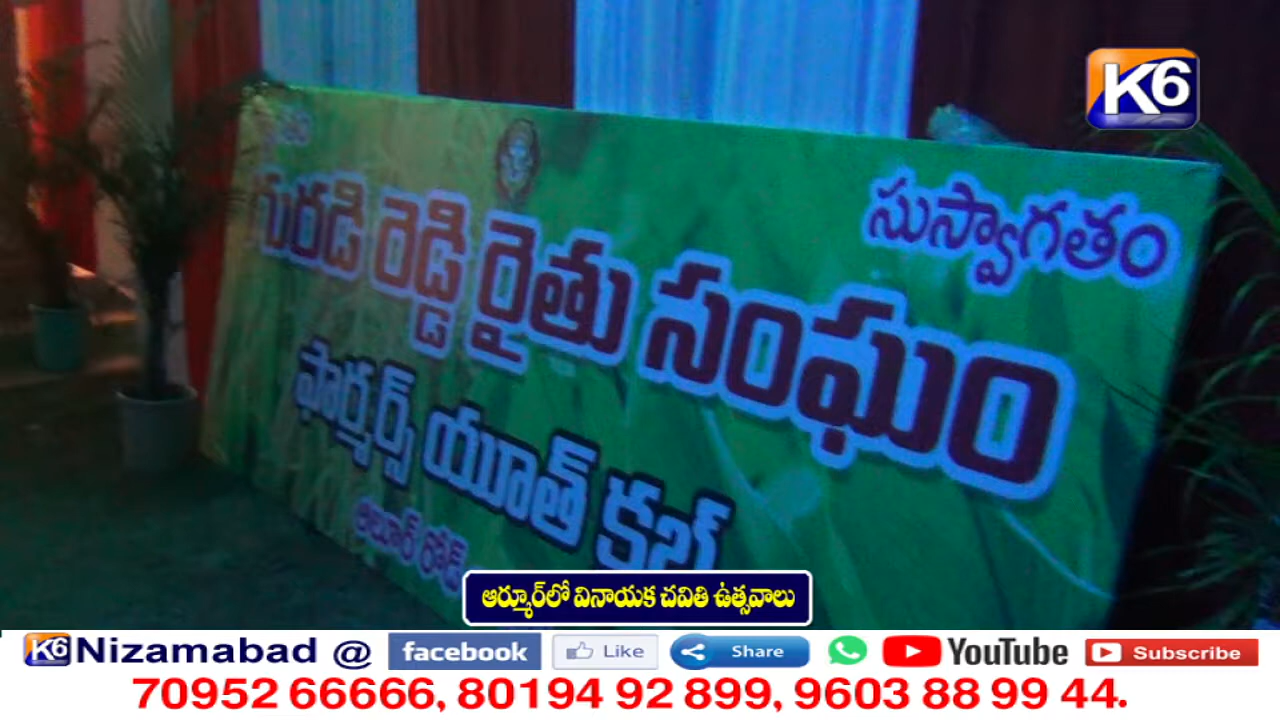 K6
సుస్వాగతం
గురడి రెడ్డి రైతు సంఘం
ఫార్మర్స్ యూత్ క్లబ్
ఆలూర్ రోడ్
ఆర్మూర్‌లో వినాయక చవితి ఉత్సవాలు
K6 Nizamabad @ facebook Like Share YouTube Subscribe
70952 66666, 80194 92 899, 9603 88 99 44.